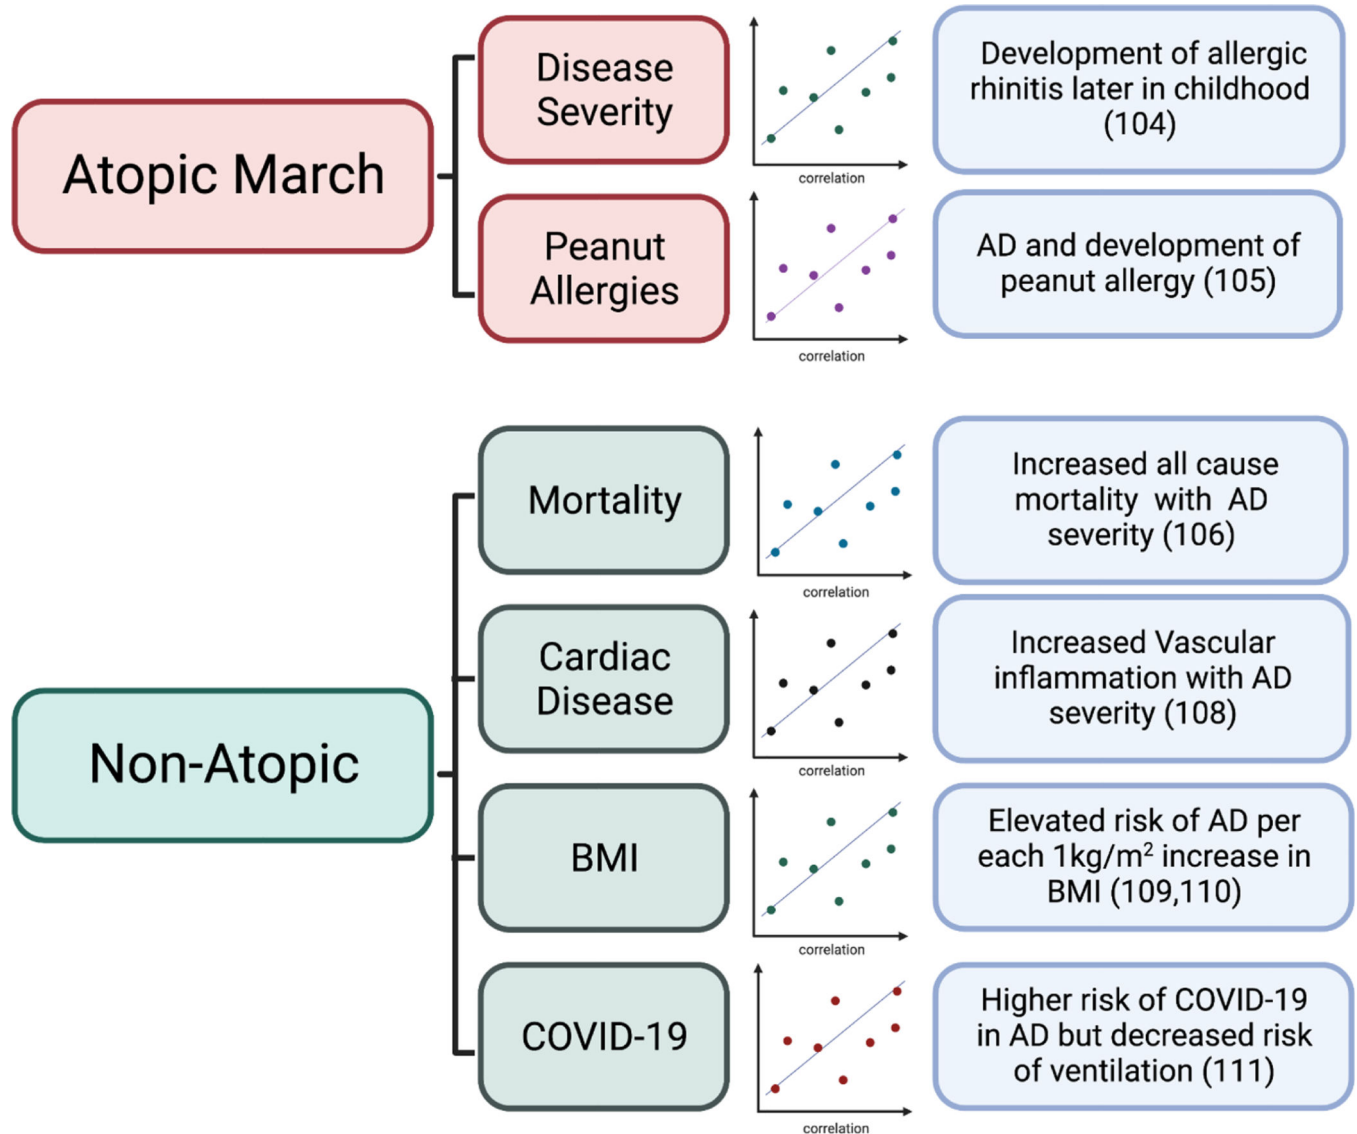 Atopic March
Disease
Severity
correlation
Development of allergic
rhinitis later in childhood
(104)
Peanut
Allergies
correlation
AD and development of
peanut allergy (105)
Non-Atopic
Mortality
correlation
Increased all cause
mortality with AD
severity (106)
Cardiac
Disease
correlation
Increased Vascular
inflammation with AD
severity (108)
BMI
correlation
Elevated risk of AD per
each 1kg/m² increase in
BMI (109,110)
COVID-19
correlation
Higher risk of COVID-19
in AD but decreased risk
of ventilation (111)